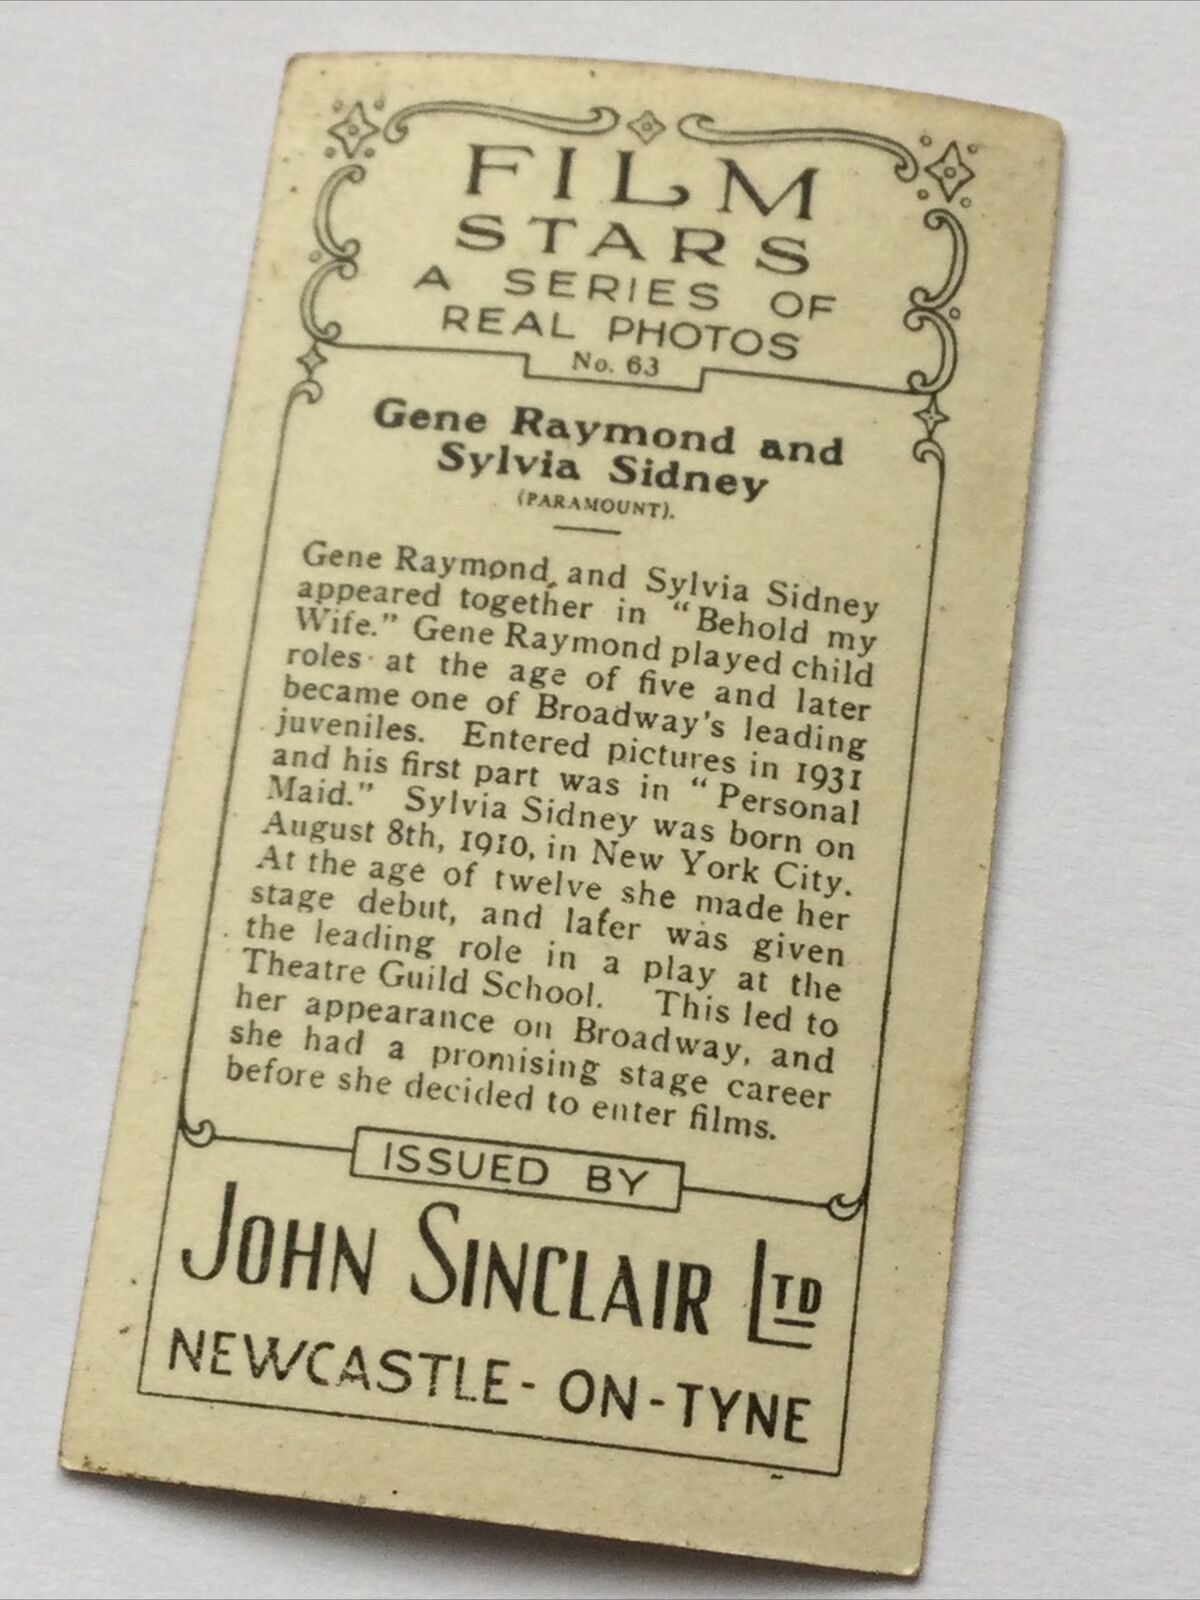 FILM
STARS
A SERIES OF
REAL PHOTOS
No. 63
Gene Raymond and
Sylvia Sidney
(PARAMOUNT).
Gene Raymond and Sylvia Sidney
appeared together in "Behold my
Wife." Gene Raymond played child
roles at the age of five and later
became one of Broadway's leading
juveniles. Entered pictures in 1931
and his first part was in "Personal
Maid." Sylvia Sidney was born on
August 8th, 1910, in New York City.
At the age of twelve she made her
stage debut, and later was given
the leading role in a play at the
Theatre Guild School. This led to
her appearance on Broadway, and
she had a promising stage career
before she decided to enter films.
ISSUED BY
JOHN SINCLAIR LTD
NEWCASTLE-ON-TYNE